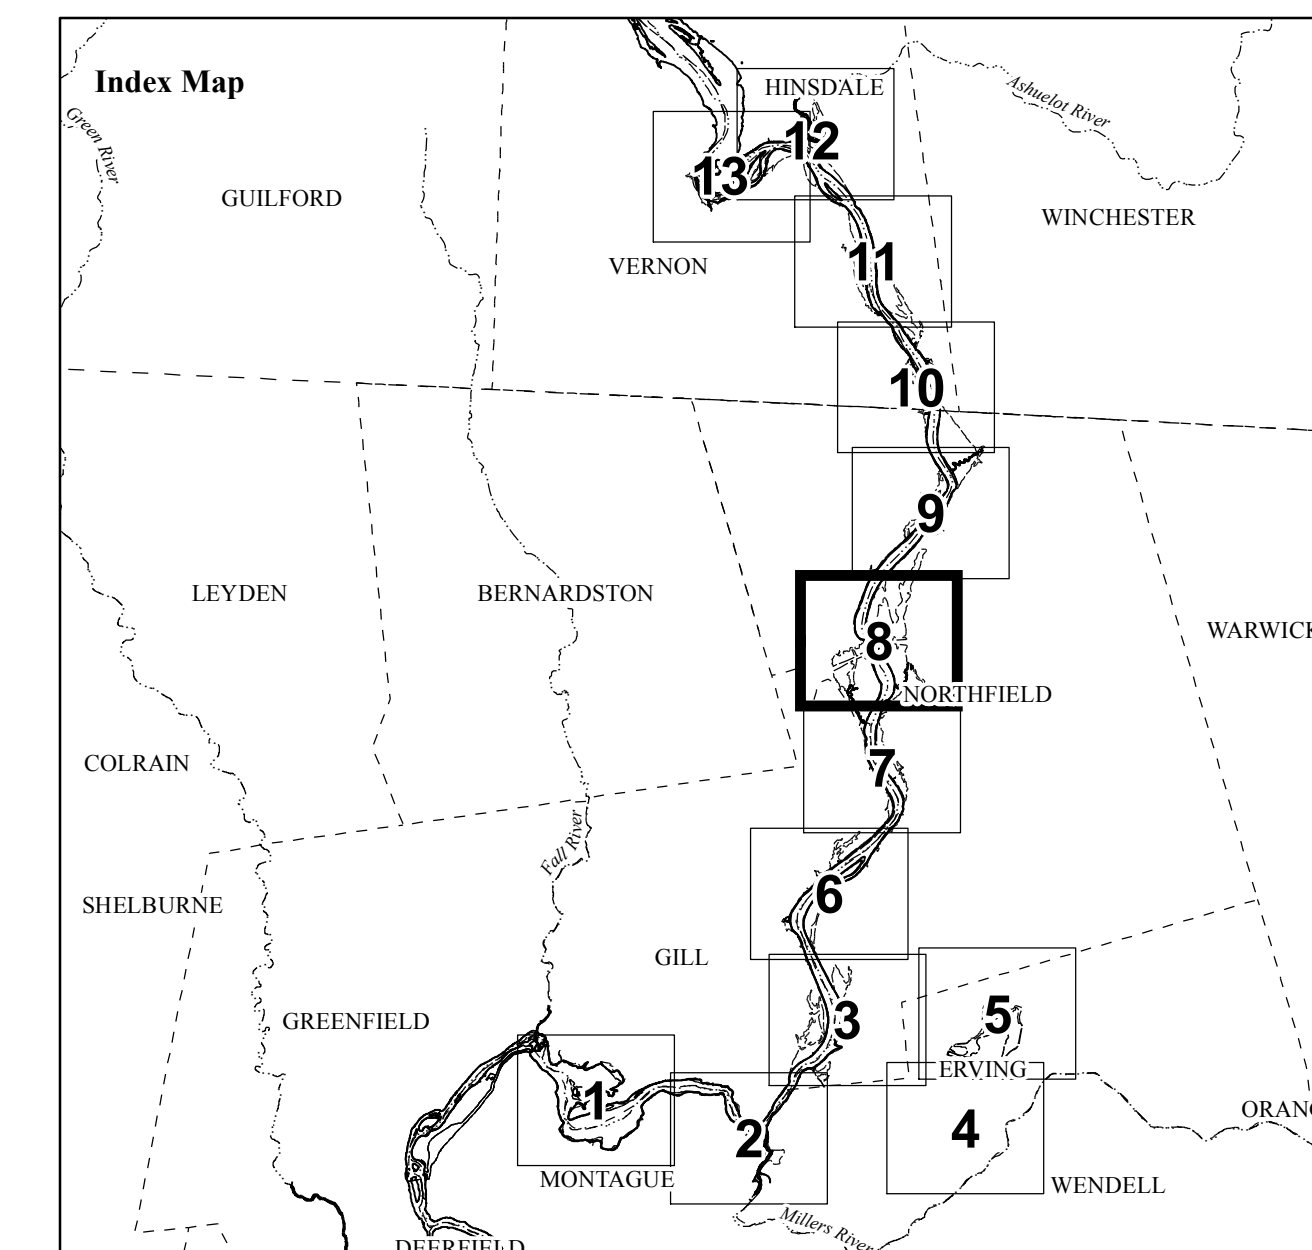 Index Map
HINSDALE
Ashuelot River
Green River
12
13
GUILFORD
WINCHESTER
11
VERNON
10
9
LEYDEN
BERNARDSTON
8
WARWICK
NORTHFIELD
COLRAIN
7
Fall River
6
SHELBURNE
GILL
5
3
GREENFIELD
ERVING
1
ORANG
4
2
MONTAGUE
WENDELL
Millers River
DEERFIELD